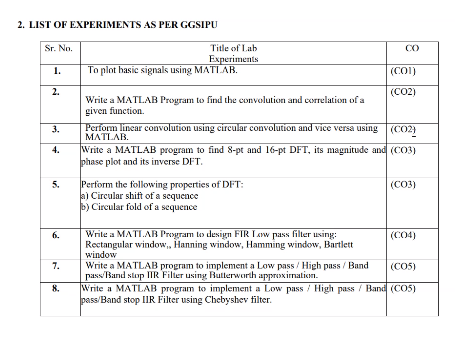 2. LIST OF EXPERIMENTS AS PER GGSIPU
Sr. No. Title of Lab CO
Experiments
1. To plot basic signals using MATLAB. (CO1)
2. (CO2)
Write a MATLAB Program to find the convolution and correlation of a
given function.
3. Perform linear convolution using circular convolution and vice versa using (CO2)
MATLAB.
4. Write a MATLAB program to find 8-pt and 16-pt DFT, its magnitude and (CO3)
phase plot and its inverse DFT.
5. Perform the following properties of DFT: (CO3)
a) Circular shift of a sequence
b) Circular fold of a sequence
6. Write a MATLAB Program to design FIR Low pass filter using: (CO4)
Rectangular window,, Hanning window, Hamming window, Bartlett
window
7. Write a MATLAB program to implement a Low pass / High pass / Band (CO5)
pass/Band stop IIR Filter using Butterworth approximation.
8. Write a MATLAB program to implement a Low pass / High pass / Band (CO5)
pass/Band stop IIR Filter using Chebyshev filter.